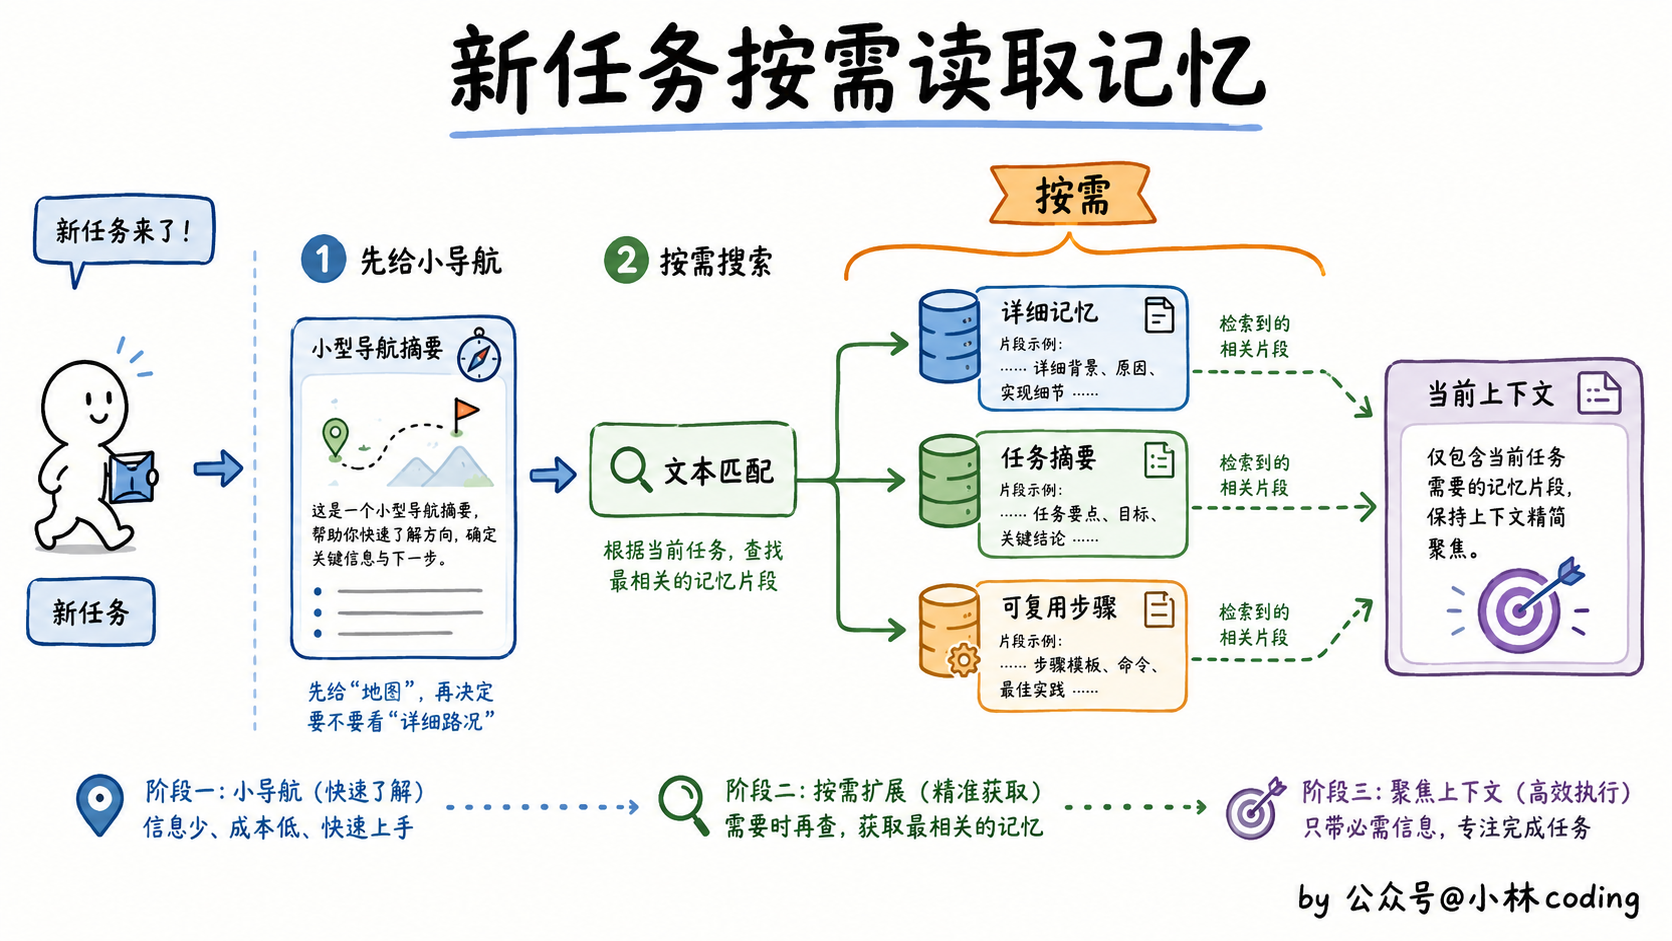 新任务按需读取记忆
新任务来了!
新任务
1 先给小导航
小型导航摘要
这是一个小型导航摘要,
帮助你快速了解方向, 确定
关键信息与下一步。
先给“地图”, 再决定
要不要看“详细路况”
2 按需搜索
文本匹配
根据当前任务, 查找
最相关的记忆片段
按需
详细记忆
片段示例:
…… 详细背景、原因、
实现细节 ……
检索到的
相关片段
任务摘要
片段示例:
…… 任务要点、目标、
关键结论 ……
检索到的
相关片段
可复用步骤
片段示例:
…… 步骤模板、命令、
最佳实践 ……
检索到的
相关片段
当前上下文
仅包含当前任务
需要的记忆片段,
保持上下文精简
聚焦。
阶段一: 小导航 (快速了解)
信息少、成本低、快速上手
阶段二: 按需扩展 (精准获取)
需要时再查, 获取最相关的记忆
阶段三: 聚焦上下文 (高效执行)
只带必需信息, 专注完成任务
by 公众号@小林coding